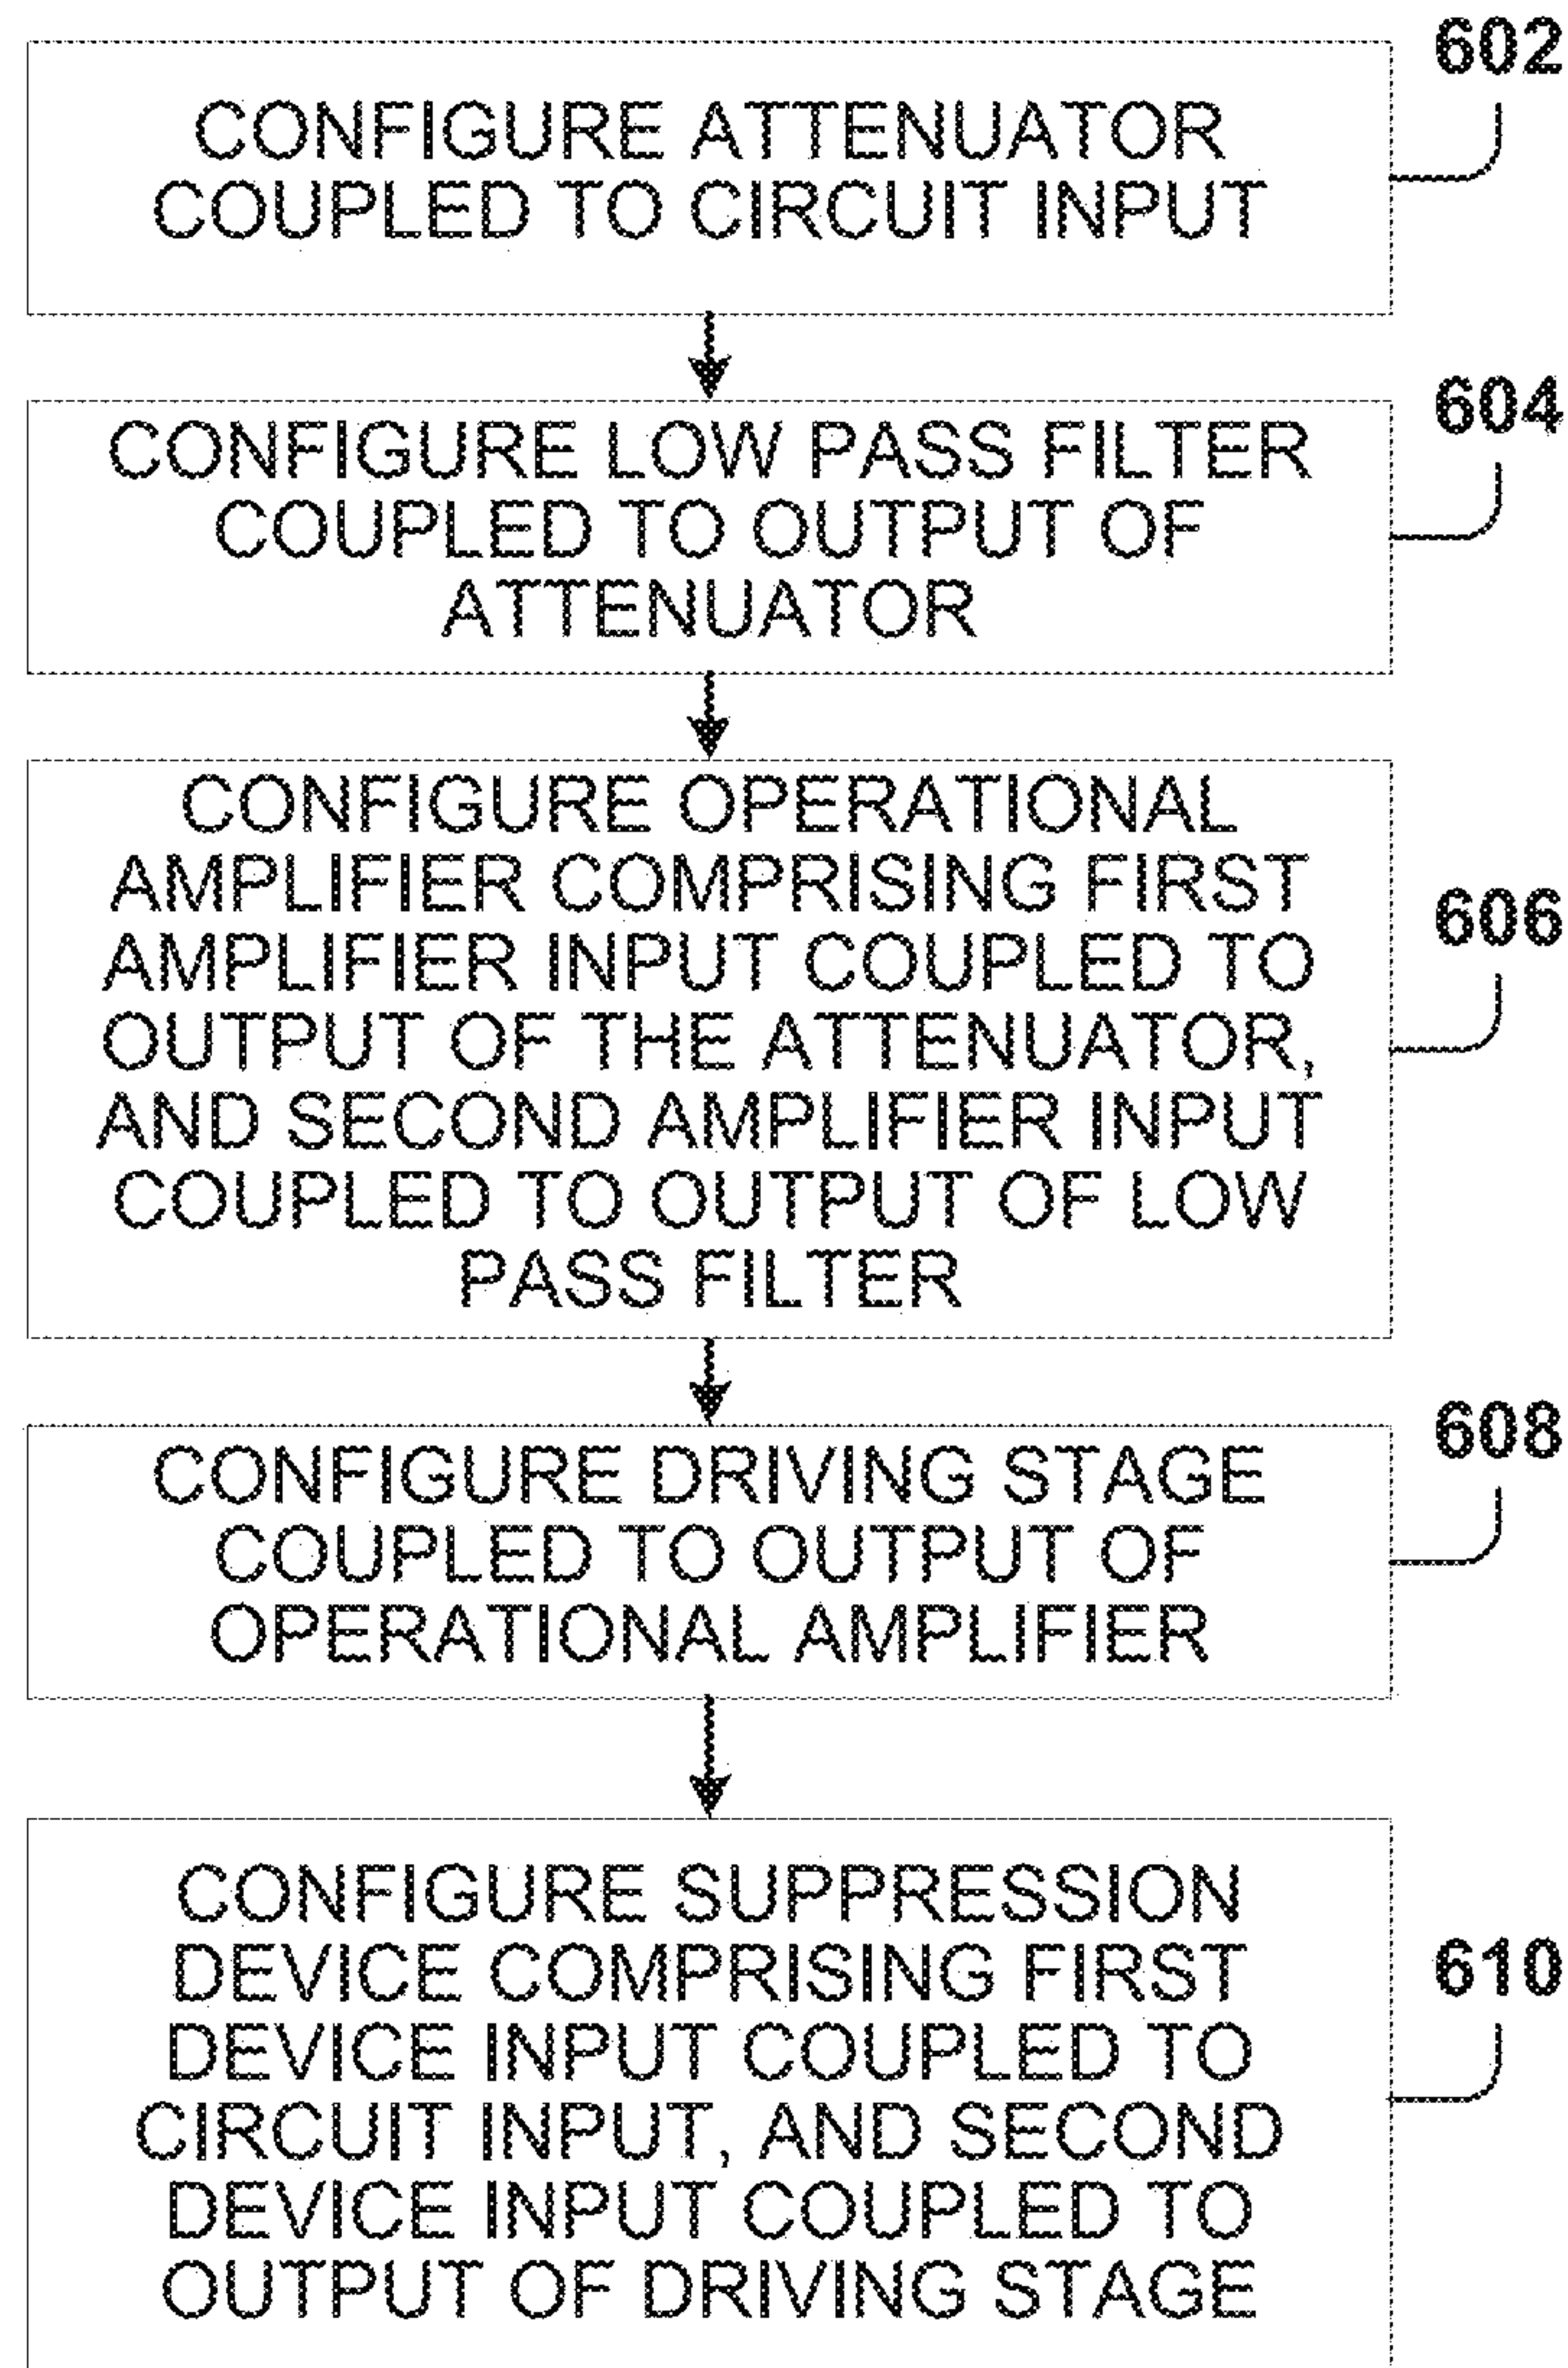 602
CONFIGURE ATTENUATOR
COUPLED TO CIRCUIT INPUT
604
CONFIGURE LOW PASS FILTER
COUPLED TO OUTPUT OF
ATTENUATOR
606
CONFIGURE OPERATIONAL
AMPLIFIER COMPRISING FIRST
AMPLIFIER INPUT COUPLED TO
OUTPUT OF THE ATTENUATOR,
AND SECOND AMPLIFIER INPUT
COUPLED TO OUTPUT OF LOW
PASS FILTER
608
CONFIGURE DRIVING STAGE
COUPLED TO OUTPUT OF
OPERATIONAL AMPLIFIER
610
CONFIGURE SUPPRESSION
DEVICE COMPRISING FIRST
DEVICE INPUT COUPLED TO
CIRCUIT INPUT, AND SECOND
DEVICE INPUT COUPLED TO
OUTPUT OF DRIVING STAGE